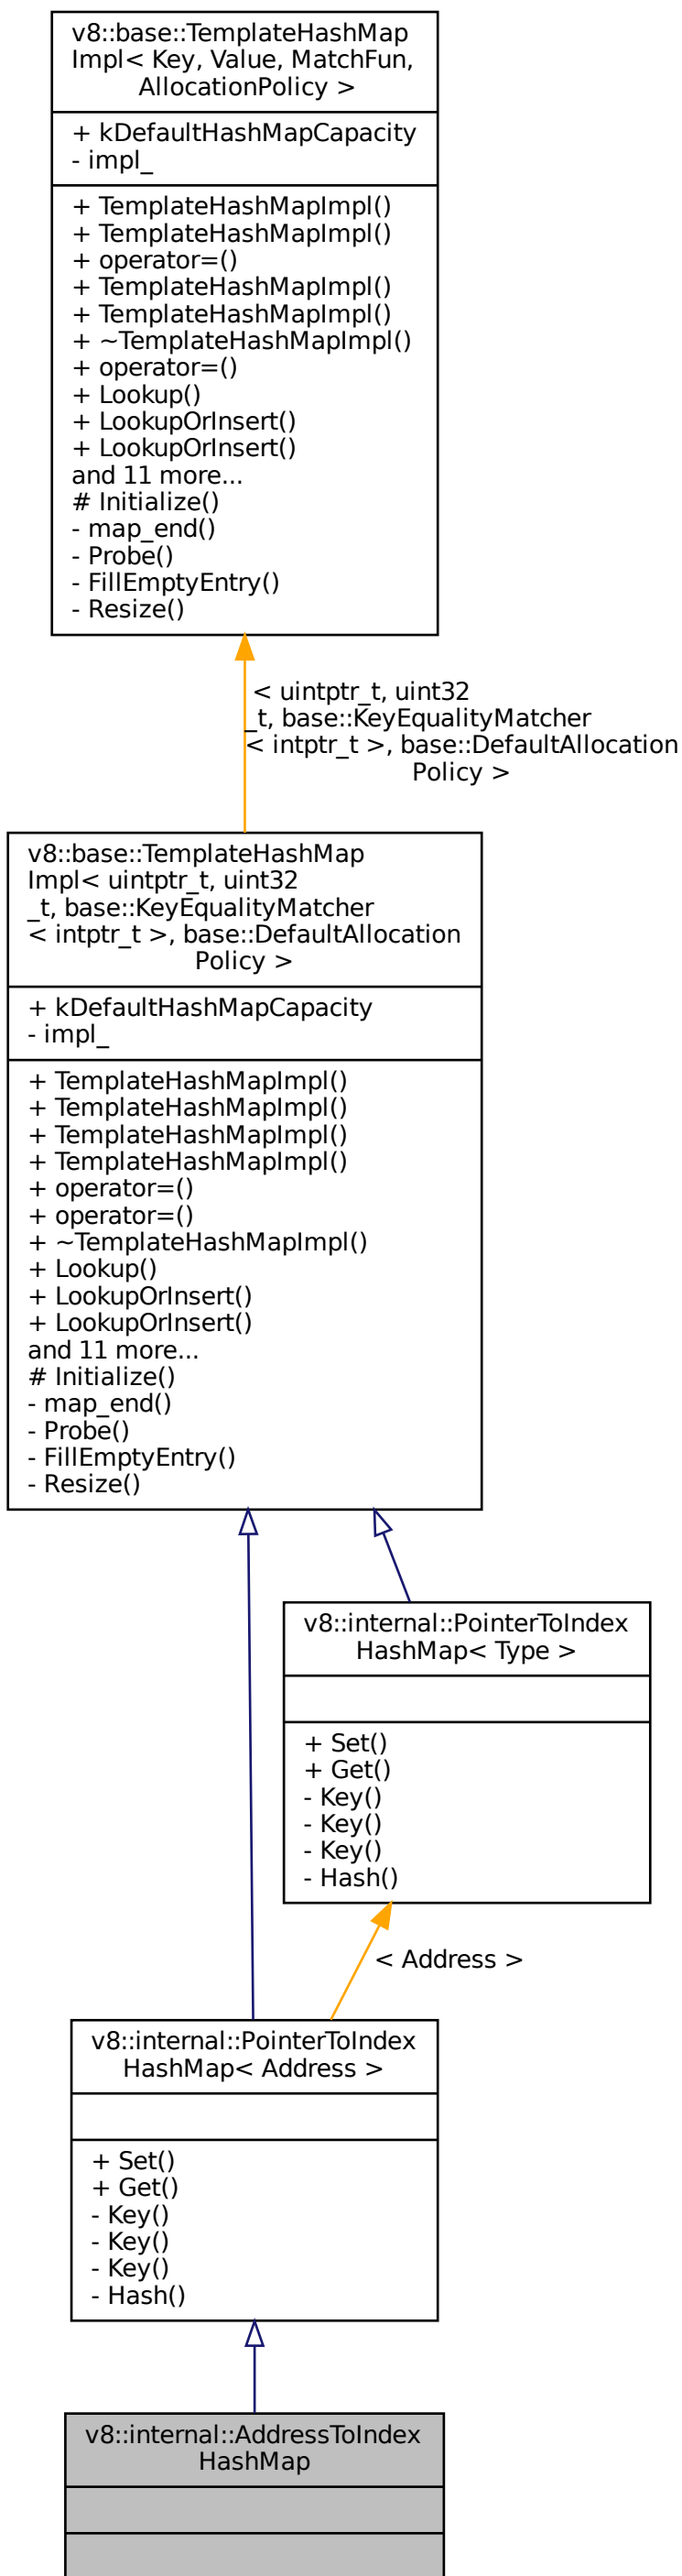 v8::base::TemplateHashMap
Impl< Key, Value, MatchFun,
AllocationPolicy >
+ kDefaultHashMapCapacity
- impl_
+ TemplateHashMapImpl()
+ TemplateHashMapImpl()
+ operator=()
+ TemplateHashMapImpl()
+ TemplateHashMapImpl()
+ ~TemplateHashMapImpl()
+ operator=()
+ Lookup()
+ LookupOrInsert()
+ LookupOrInsert()
and 11 more...
# Initialize()
- map_end()
- Probe()
- FillEmptyEntry()
- Resize()
< uintptr_t, uint32
_t, base::KeyEqualityMatcher
< intptr_t >, base::DefaultAllocation
Policy >
v8::base::TemplateHashMap
Impl< uintptr_t, uint32
_t, base::KeyEqualityMatcher
< intptr_t >, base::DefaultAllocation
Policy >
+ kDefaultHashMapCapacity
- impl_
+ TemplateHashMapImpl()
+ TemplateHashMapImpl()
+ TemplateHashMapImpl()
+ TemplateHashMapImpl()
+ operator=()
+ operator=()
+ ~TemplateHashMapImpl()
+ Lookup()
+ LookupOrInsert()
+ LookupOrInsert()
and 11 more...
# Initialize()
- map_end()
- Probe()
- FillEmptyEntry()
- Resize()
v8::internal::PointerToIndex
HashMap< Type >
+ Set()
+ Get()
- Key()
- Key()
- Key()
- Hash()
< Address >
v8::internal::PointerToIndex
HashMap< Address >
+ Set()
+ Get()
- Key()
- Key()
- Key()
- Hash()
v8::internal::AddressToIndex
HashMap